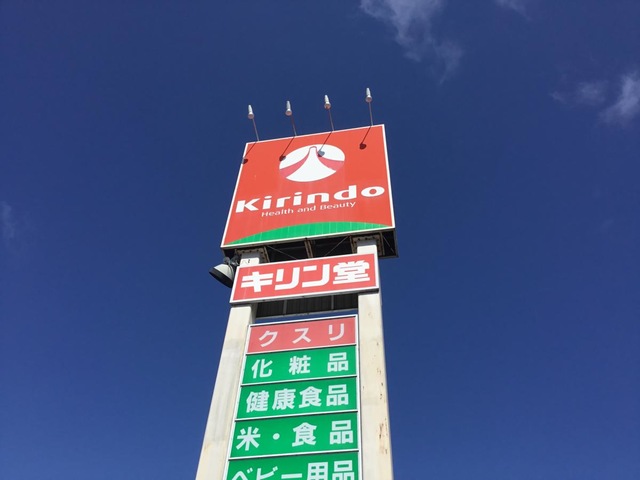 Kirindo
Health and Beauty
キリン堂
クスリ
化粧品
健康食品
米・食品
ベビー用品